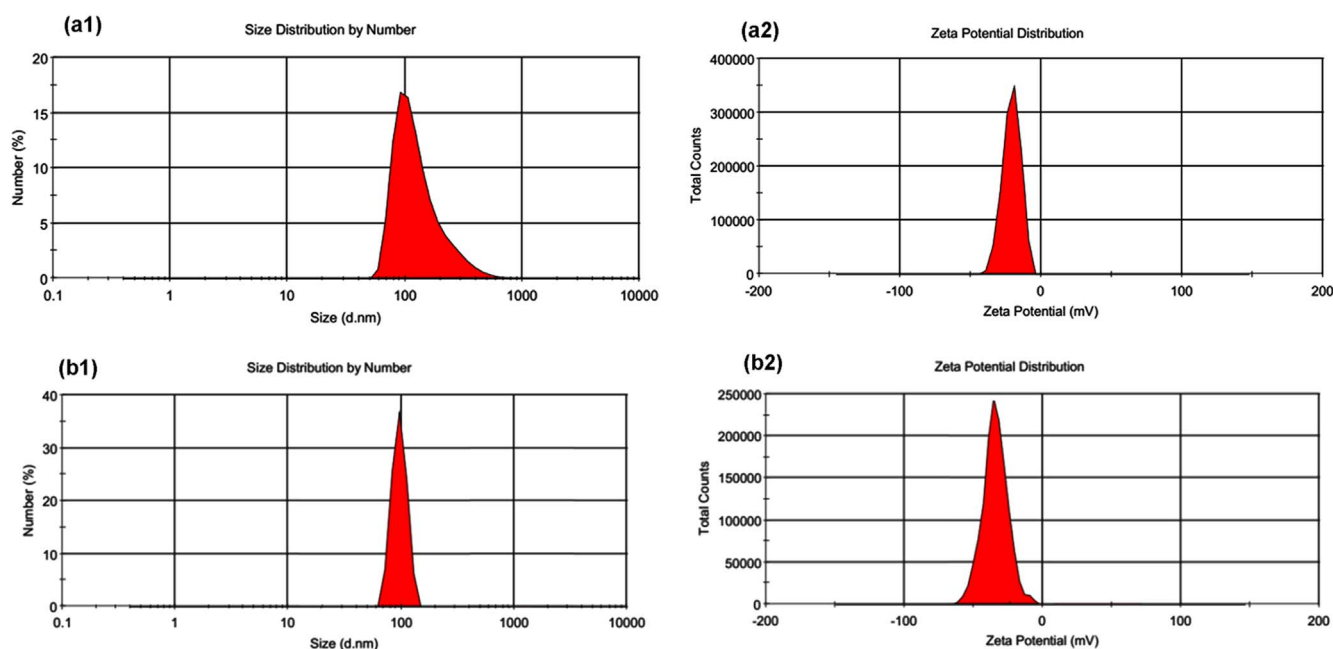 (a1)
Size Distribution by Number
20
15
10
5
0
Number (%)
0.1 1 10 100 1000 10000
Size (d.nm)
(a2)
Zeta Potential Distribution
400000
300000
200000
100000
0
Total Counts
-200 -100 0 100 200
Zeta Potential (mV)
(b1)
Size Distribution by Number
40
30
20
10
0
Number (%)
0.1 1 10 100 1000 10000
Size (d.nm)
(b2)
Zeta Potential Distribution
250000
200000
150000
100000
50000
0
Total Counts
-200 -100 0 100 200
Zeta Potential (mV)